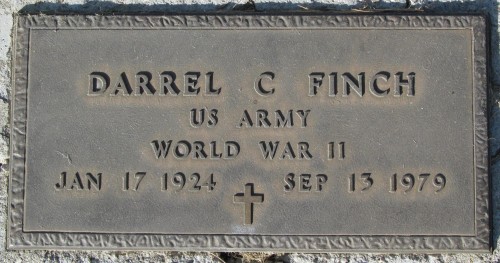 DARREL C FINCH
US ARMY
WORLD WAR II
JAN 17 1924 SEP 13 1979